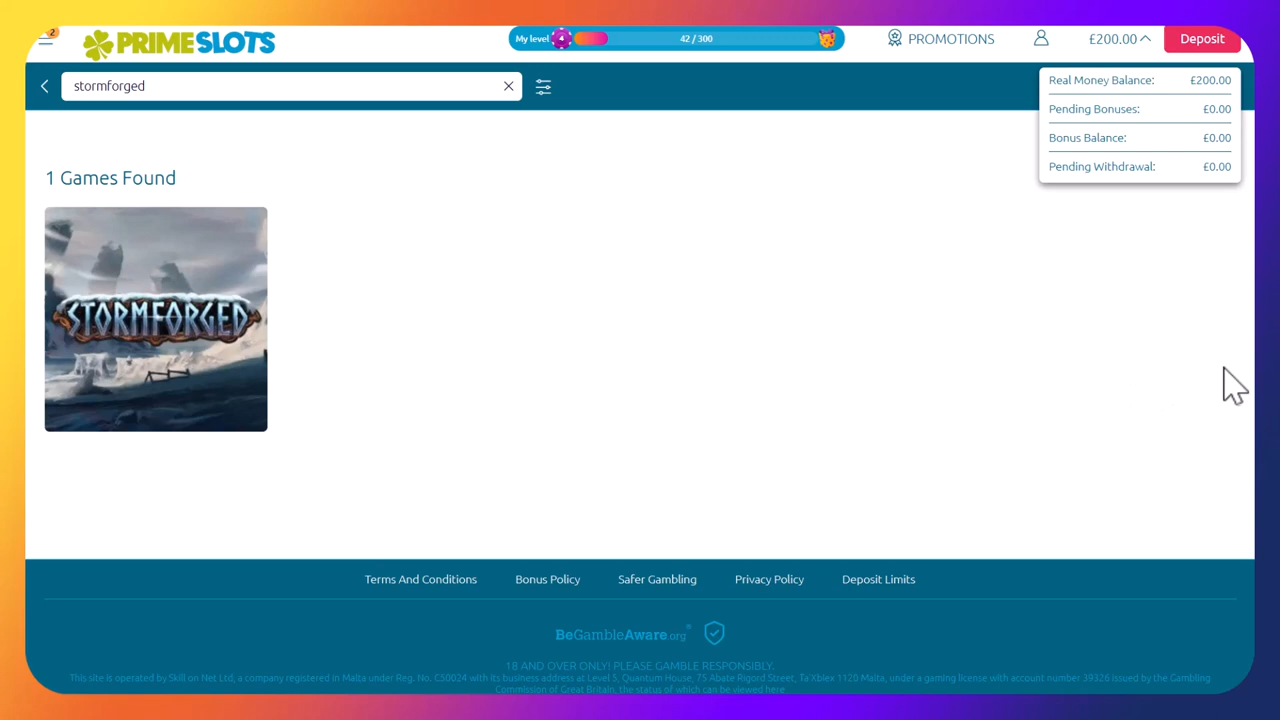 2
PRIMESLOTS
My level 4 42 / 300
PROMOTIONS
£200.00
Deposit
stormforged
Real Money Balance: £200.00
Pending Bonuses: £0.00
Bonus Balance: £0.00
Pending Withdrawal: £0.00
1 Games Found
STORMFORGED
Terms And Conditions Bonus Policy Safer Gambling Privacy Policy Deposit Limits
BeGambleAware.org®
18 AND OVER ONLY! PLEASE GAMBLE RESPONSIBLY.
This site is operated by Skill on Net Ltd, a company registered in Malta under Reg. No. C50024 with its business address at Level 5, Quantum House, 75 Abate Rigord Street, Ta Xbiex 1120 Malta, under a gaming license with account number 39326 issued by the Gambling
Commission of Great Britain, the status of which can be viewed here